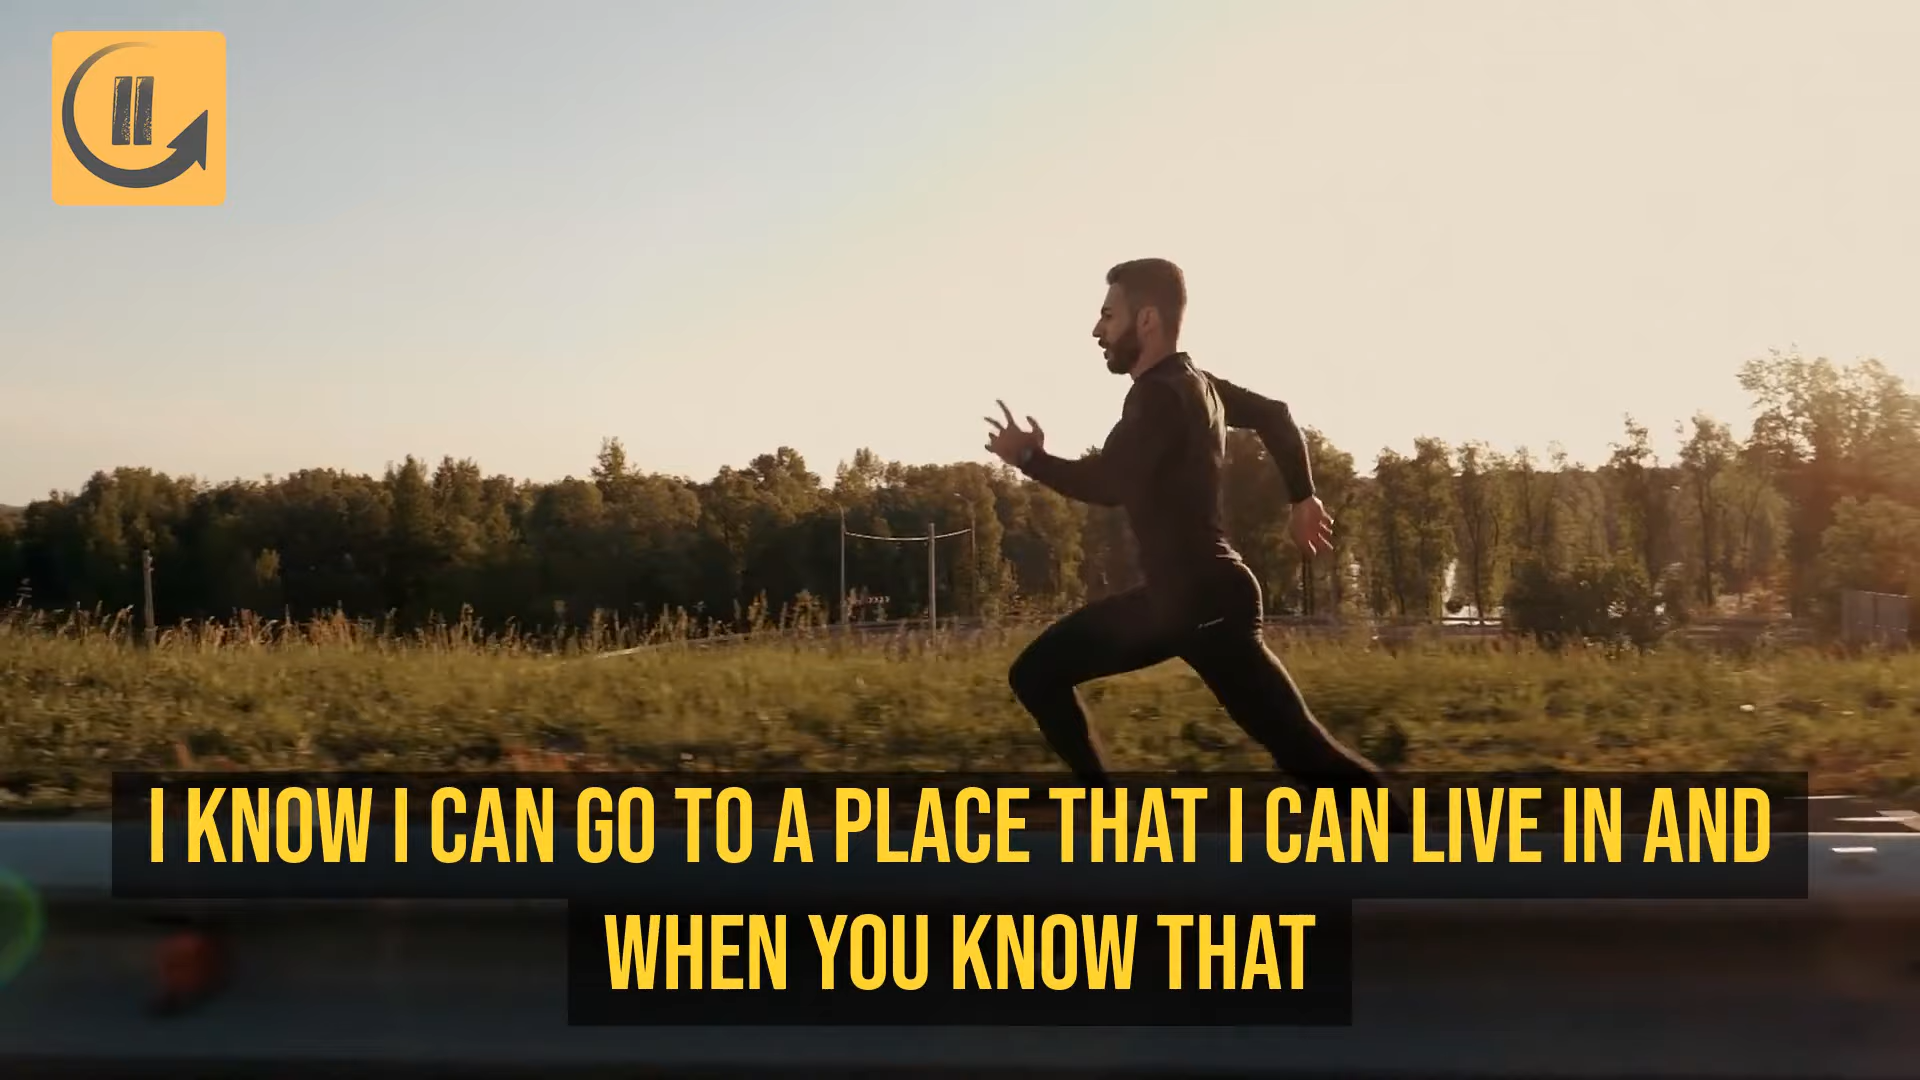 I KNOW I CAN GO TO A PLACE THAT I CAN LIVE IN AND
WHEN YOU KNOW THAT